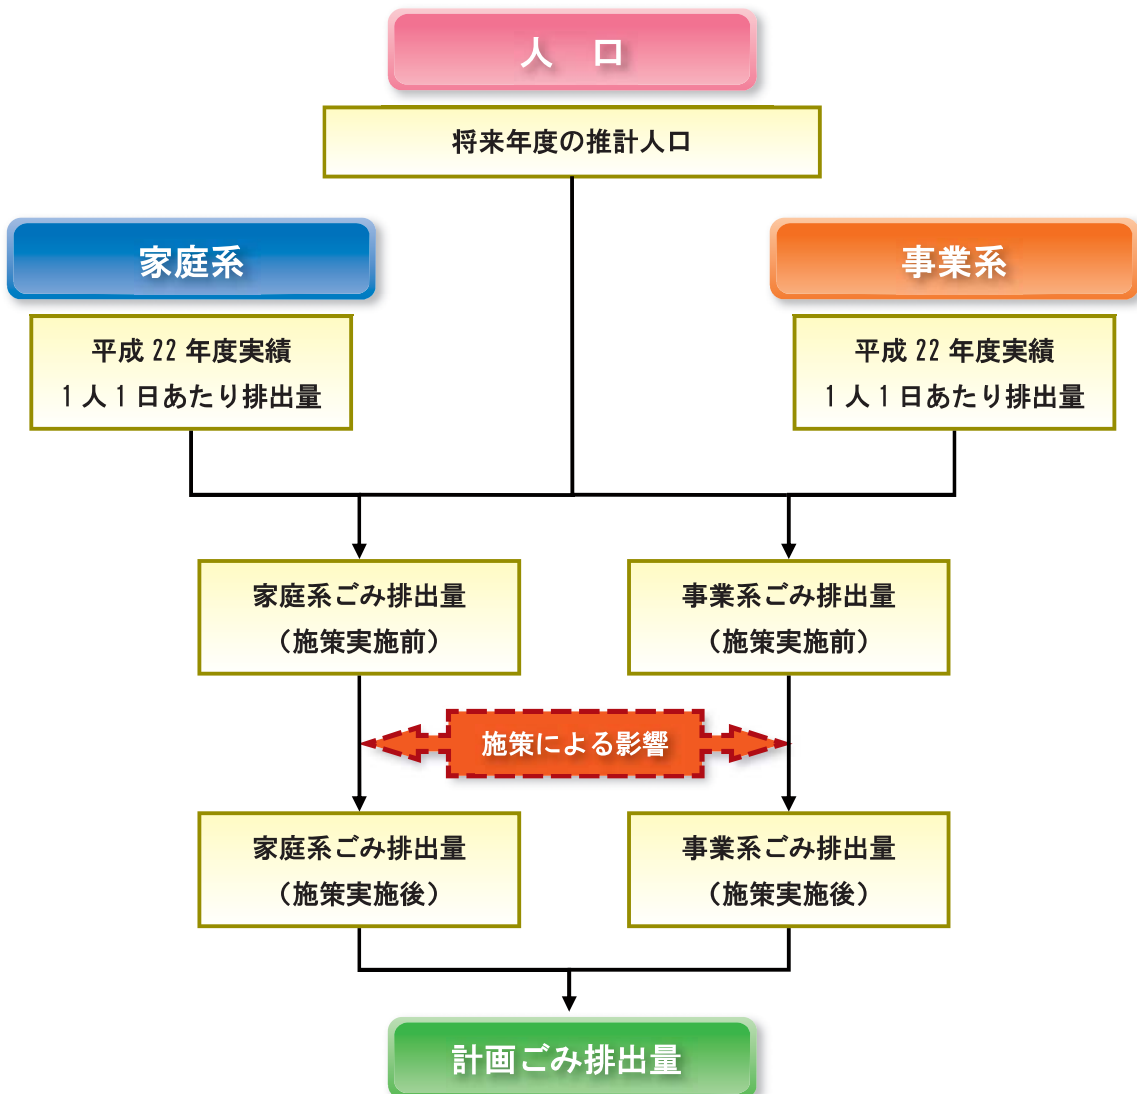 人　口
将来年度の推計人口
家庭系
事業系
平成 22 年度実績
1 人 1 日あたり排出量
平成 22 年度実績
1 人 1 日あたり排出量
家庭系ごみ排出量
（施策実施前）
事業系ごみ排出量
（施策実施前）
施策による影響
家庭系ごみ排出量
（施策実施後）
事業系ごみ排出量
（施策実施後）
計画ごみ排出量